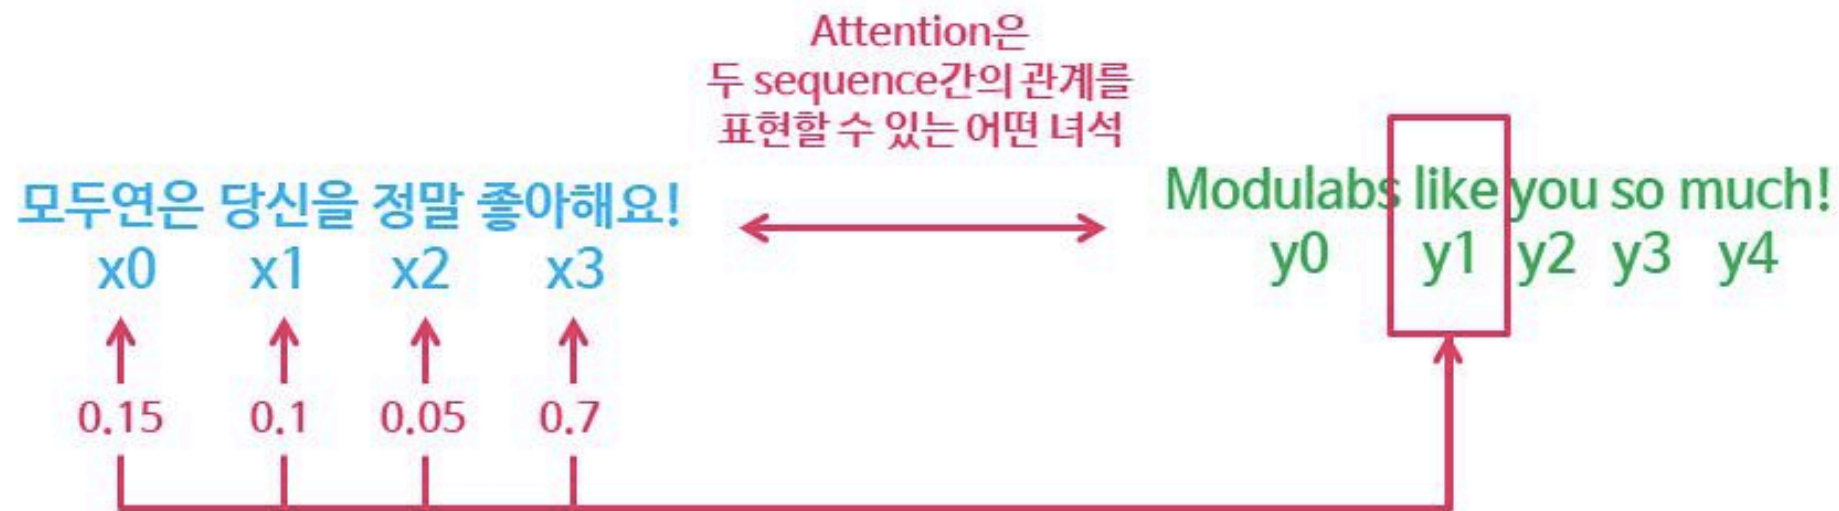 Attention은
두 sequence간의 관계를
표현할 수 있는 어떤 녀석
모두연은 당신을 정말 좋아해요!
x0 x1 x2 x3
0.15 0.1 0.05 0.7
Modulabs like you so much!
y0 y1 y2 y3 y4